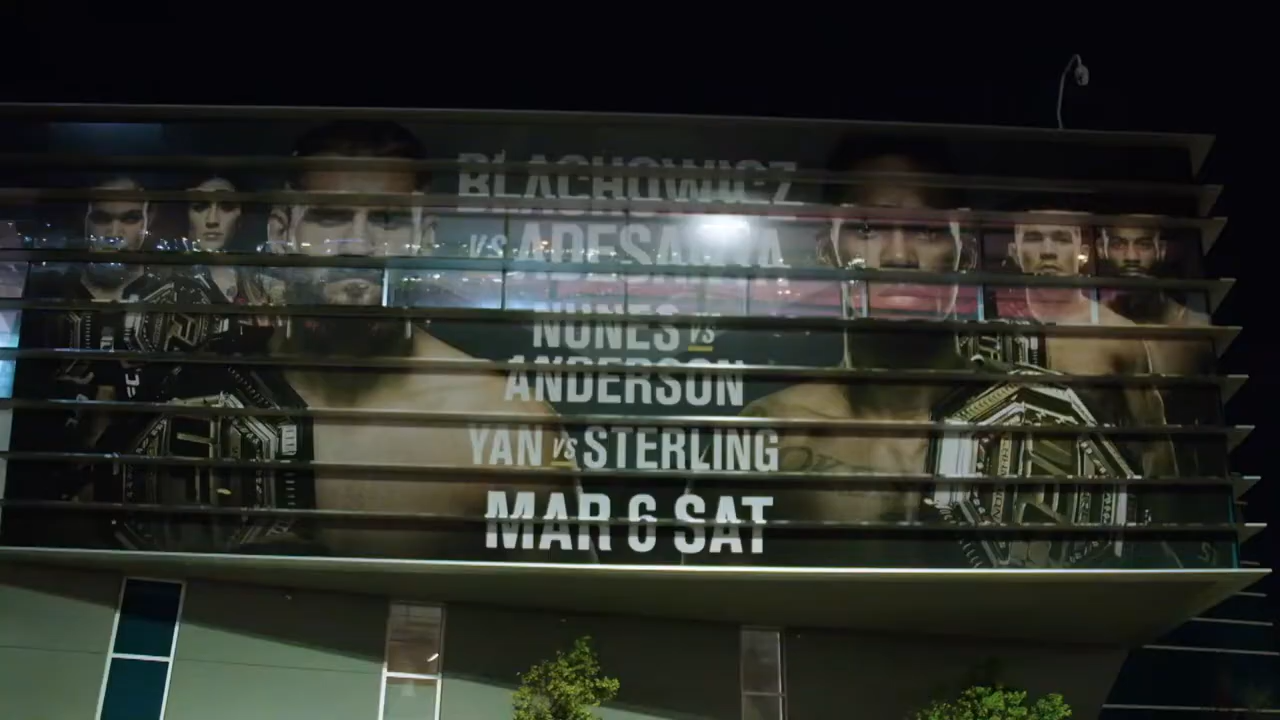 BLACHOWICZ
VS ADESANYA
NUNES VS
ANDERSON
YAN VS STERLING
MAR 6 SAT